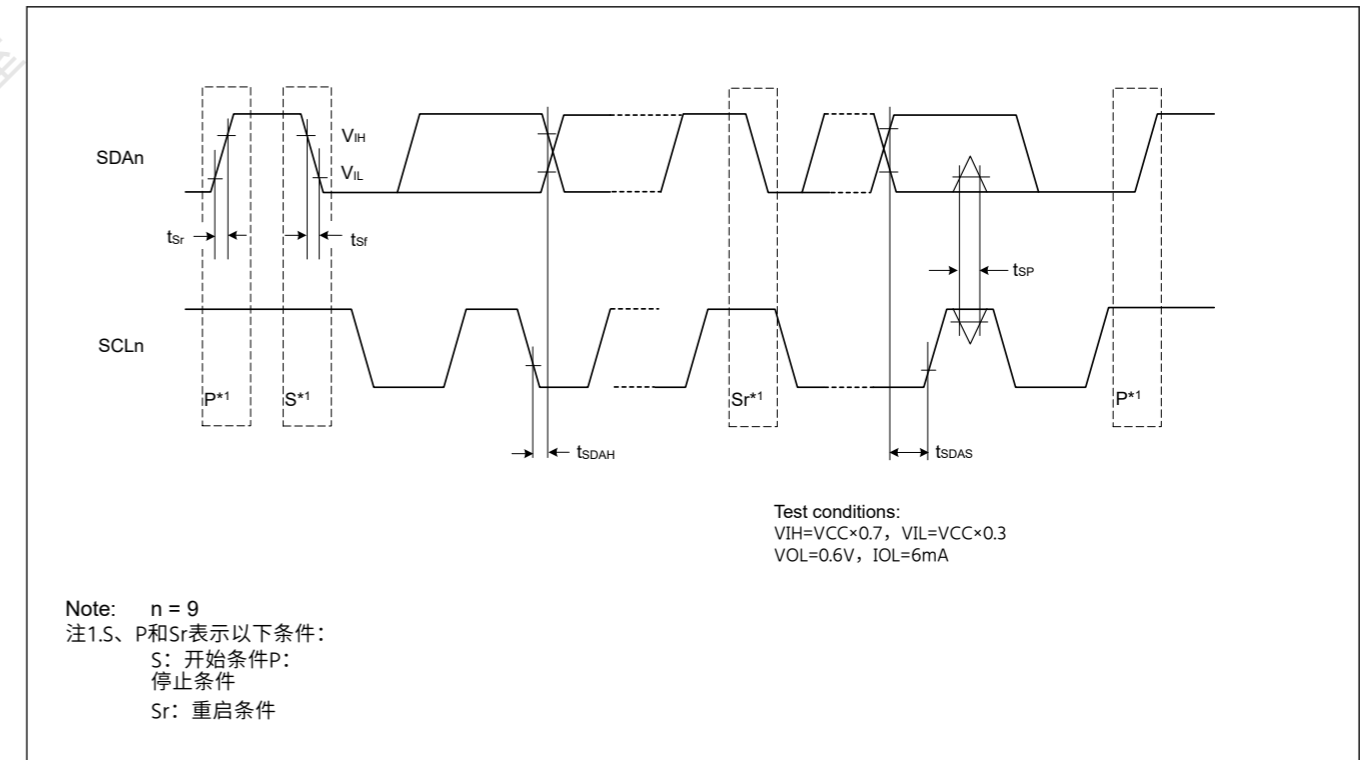 SDAn
VIH
VIL
tSr
tSf
tSP
SCLn
P*1
S*1
Sr*1
P*1
tSDAH
tSDAS
Test conditions:
VIH=VCC×0.7，VIL=VCC×0.3
VOL=0.6V，IOL=6mA
Note: n = 9
注1.S、P和Sr表示以下条件：
S：开始条件P：
停止条件
Sr：重启条件